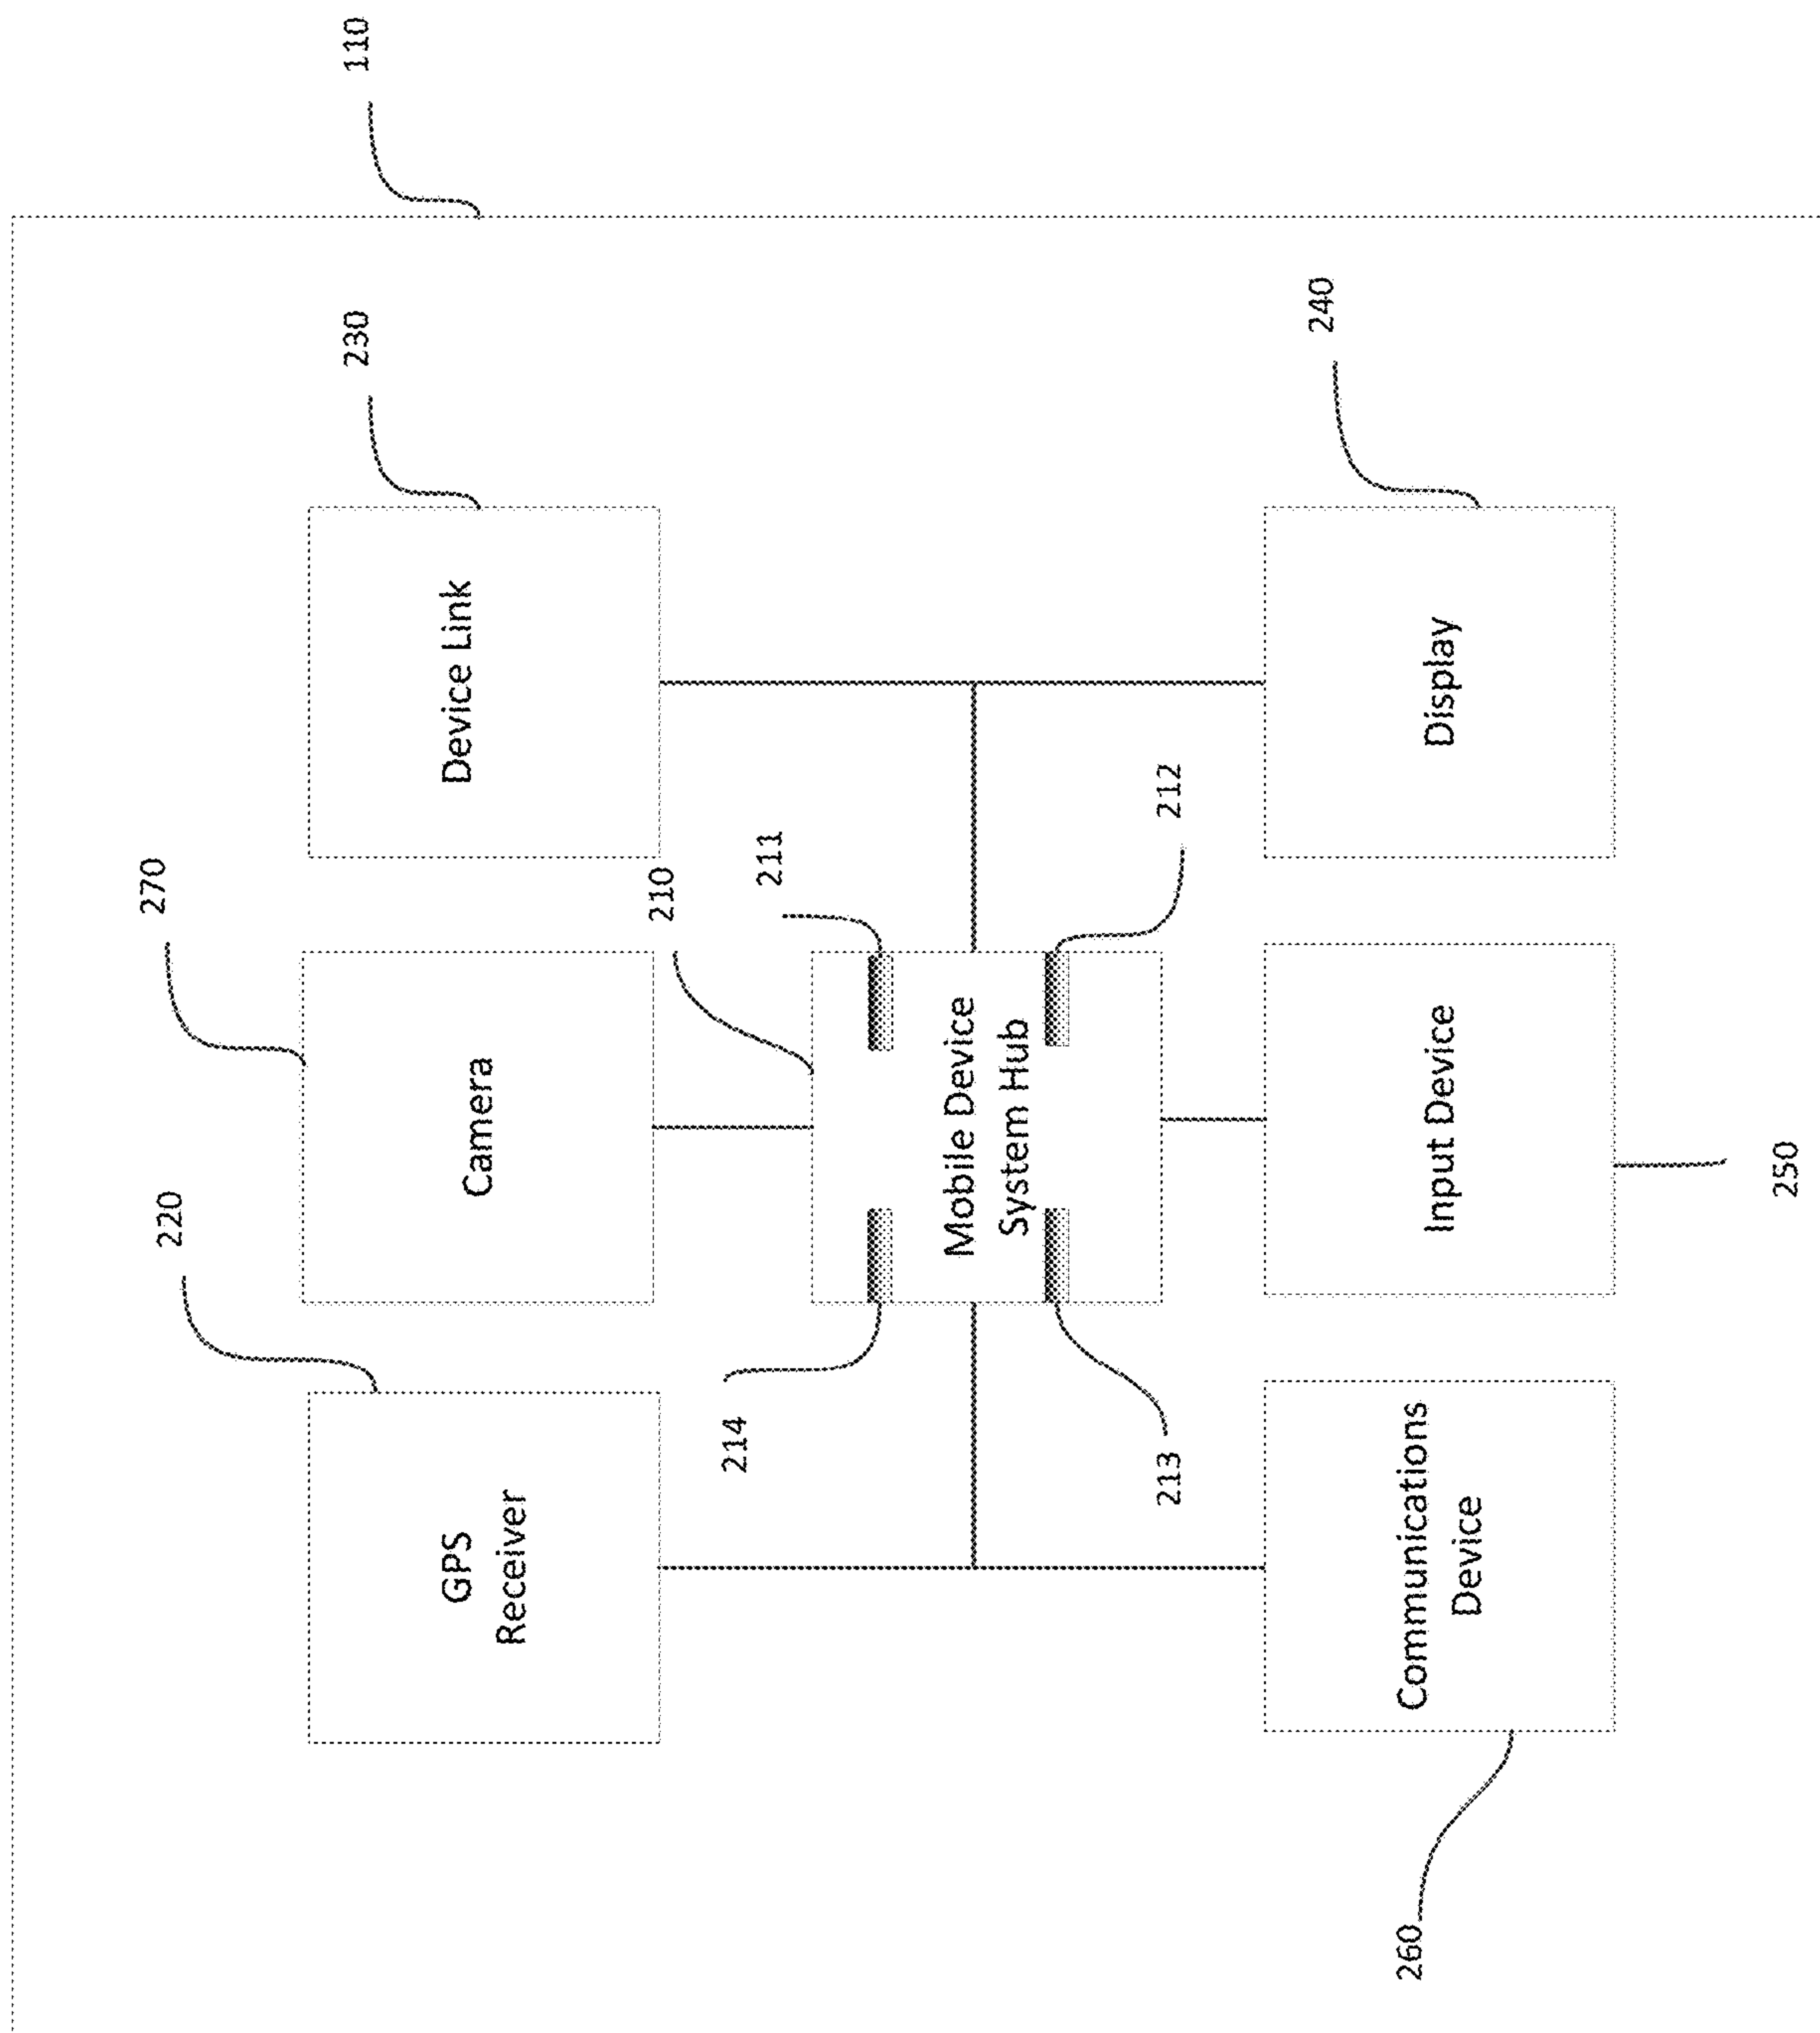 220
270
230
110
GPS
Receiver
Camera
Device Link
210
214
211
Mobile Device
System Hub
213
212
240
260
Communications
Device
Input Device
Display
250